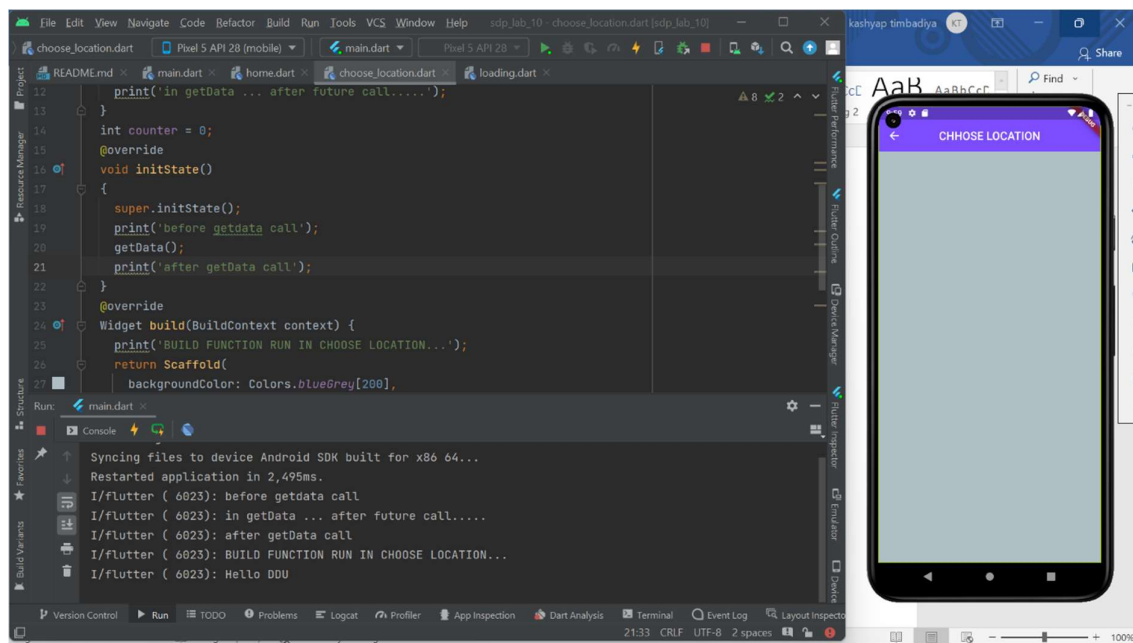 File Edit View Navigate Code Refactor Build Run Tools VCS Window Help sdp_lab_10 - choose_location.dart [sdp_lab_10]
choose_location.dart Pixel 5 API 28 (mobile) main.dart Pixel 5 API 28
README.md main.dart home.dart choose_location.dart loading.dart
12 print('in getData ... after future call.....');
8 2
13 }
14 int counter = 0;
15 @override
16 void initState()
17 {
18 super.initState();
19 print('before getdata call');
20 getData();
21 print('after getData call');
22 }
23 @override
24 Widget build(BuildContext context) {
25 print('BUILD FUNCTION RUN IN CHOOSE LOCATION...');
26 return Scaffold(
27 backgroundColor: Colors.blueGrey[200],
Project
Resource Manager
Structure
Favorites
Build Variants
Flutter Performance
Flutter Outline
Device Manager
Flutter Inspector
Emulator
Device
Run: main.dart
Console
Syncing files to device Android SDK built for x86 64...
Restarted application in 2,495ms.
I/flutter ( 6023): before getdata call
I/flutter ( 6023): in getData ... after future call.....
I/flutter ( 6023): after getData call
I/flutter ( 6023): BUILD FUNCTION RUN IN CHOOSE LOCATION...
I/flutter ( 6023): Hello DDU
Version Control Run TODO Problems Logcat Profiler App Inspection Dart Analysis Terminal Event Log Layout Inspecto
21:33 CRLF UTF-8 2 spaces
kashyap timbadiya KT
Share
Find
AaB AaBbCcC
CHHOSE LOCATION
100%